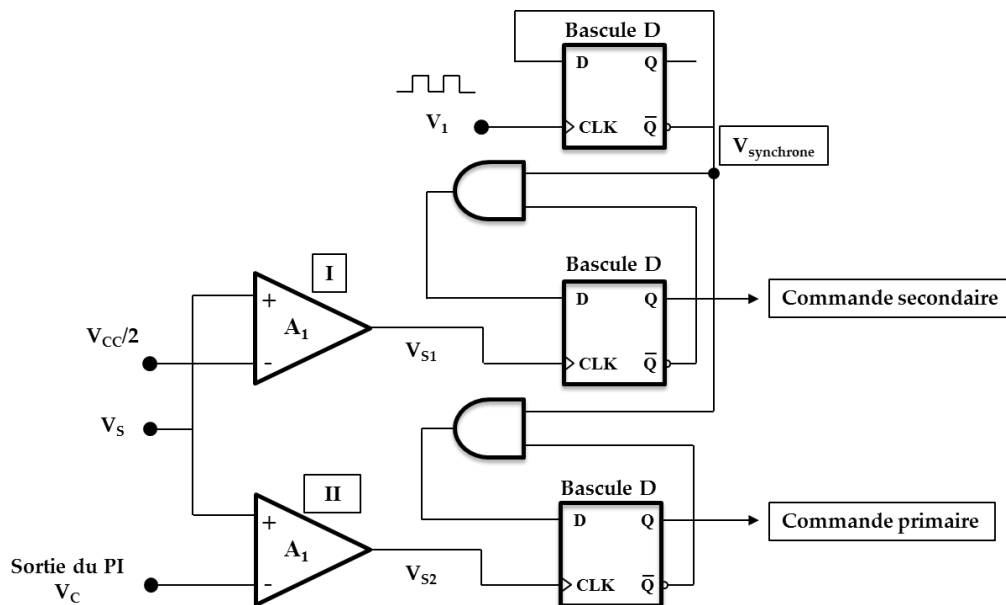 Bascule D
D Q
V1
CLK Q̅
Vsynchrone
I
Bascule D
D Q
Commande secondaire
+
A1
-
VCC/2
VS1
CLK Q̅
VS
II
Bascule D
+
D Q
Commande primaire
A1
-
Sortie du PI
VC
VS2
CLK Q̅